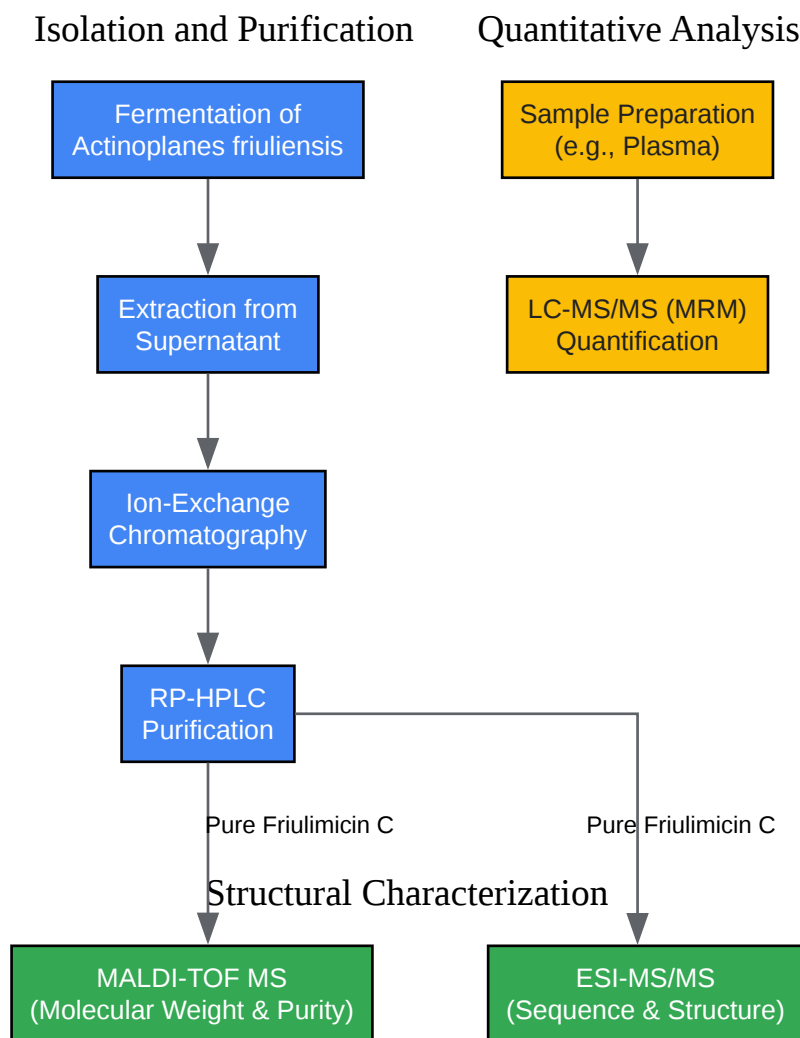 Isolation and Purification
Quantitative Analysis
Fermentation of
Actinoplanes friuliensis
Sample Preparation
(e.g., Plasma)
Extraction from
Supernatant
LC-MS/MS (MRM)
Quantification
Ion-Exchange
Chromatography
RP-HPLC
Purification
Pure Friulimicin C
Pure Friulimicin C
Structural Characterization
MALDI-TOF MS
(Molecular Weight & Purity)
ESI-MS/MS
(Sequence & Structure)